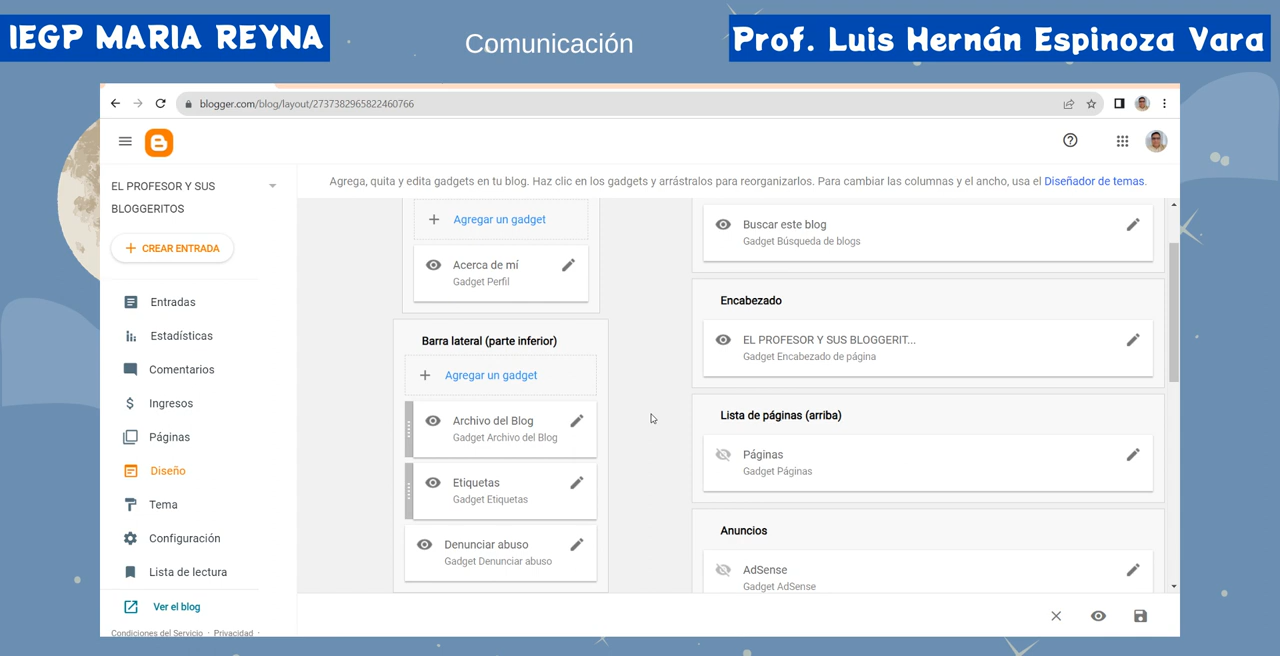 IEGP MARIA REYNA
Comunicación
Prof. Luis Hernán Espinoza Vara
blogger.com/blog/layout/2737382965822460766
EL PROFESOR Y SUS
BLOGGERITOS
CREAR ENTRADA
Entradas
Estadísticas
Comentarios
Ingresos
Páginas
Diseño
Tema
Configuración
Lista de lectura
Ver el blog
Condiciones del Servicio · Privacidad ·
Agrega, quita y edita gadgets en tu blog. Haz clic en los gadgets y arrástralos para reorganizarlos. Para cambiar las columnas y el ancho, usa el Diseñador de temas.
Agregar un gadget
Acerca de mí
Gadget Perfil
Barra lateral (parte inferior)
Agregar un gadget
Archivo del Blog
Gadget Archivo del Blog
Etiquetas
Gadget Etiquetas
Denunciar abuso
Gadget Denunciar abuso
Buscar este blog
Gadget Búsqueda de blogs
Encabezado
EL PROFESOR Y SUS BLOGGERIT...
Gadget Encabezado de página
Lista de páginas (arriba)
Páginas
Gadget Páginas
Anuncios
AdSense
Gadget AdSense